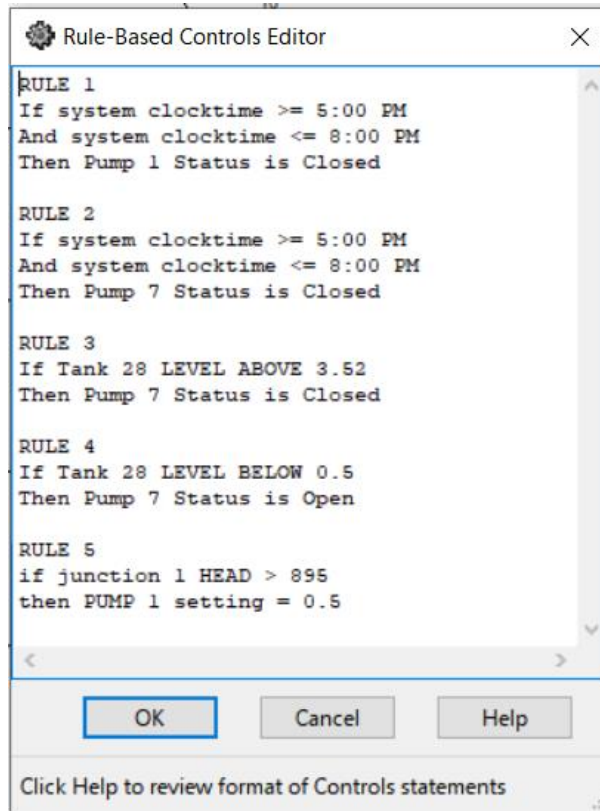 Rule-Based Controls Editor
RULE 1
If system clocktime >= 5:00 PM
And system clocktime <= 8:00 PM
Then Pump 1 Status is Closed
RULE 2
If system clocktime >= 5:00 PM
And system clocktime <= 8:00 PM
Then Pump 7 Status is Closed
RULE 3
If Tank 28 LEVEL ABOVE 3.52
Then Pump 7 Status is Closed
RULE 4
If Tank 28 LEVEL BELOW 0.5
Then Pump 7 Status is Open
RULE 5
if junction 1 HEAD > 895
then PUMP 1 setting = 0.5
OK Cancel Help
Click Help to review format of Controls statements